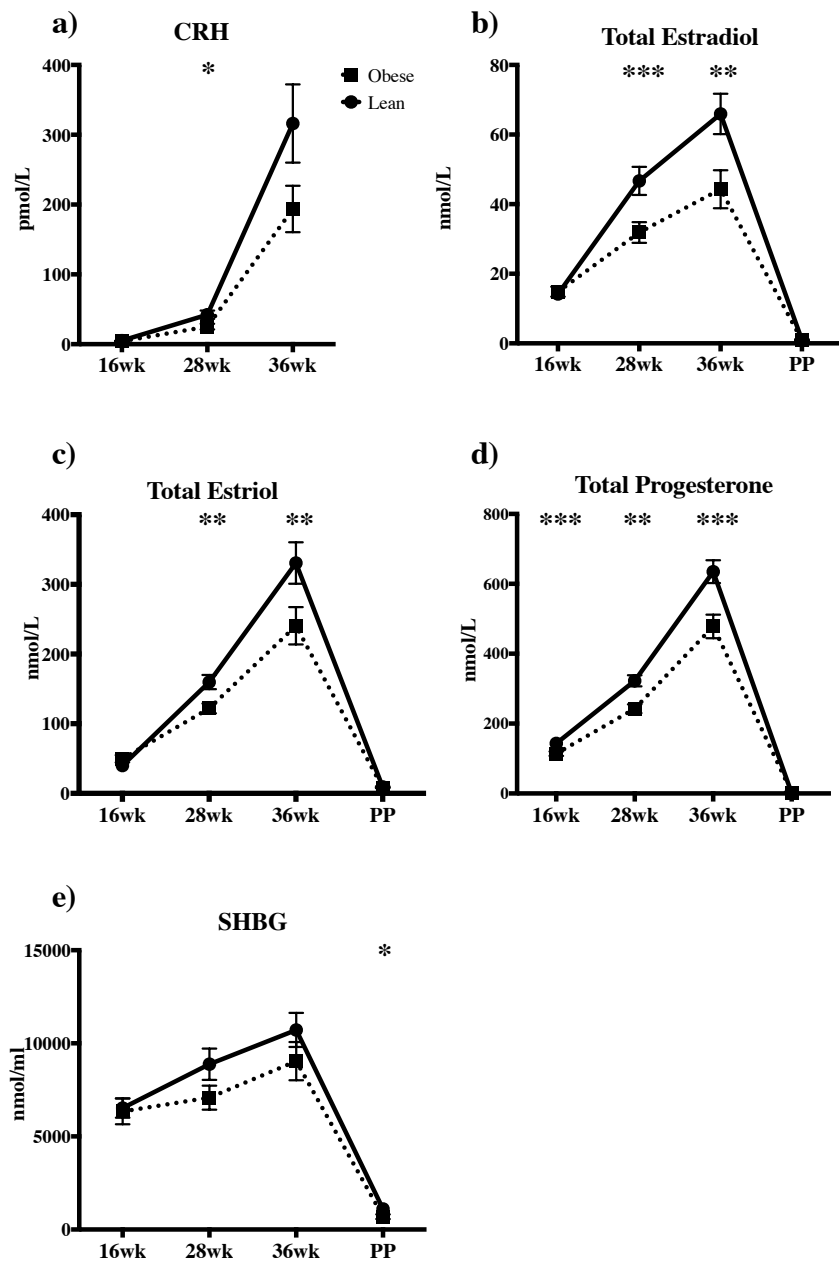 a)
CRH
*
400
300
200
100
0
pmol/L
16wk 28wk 36wk
Obese
Lean
b)
Total Estradiol
*** **
80
60
40
20
0
nmol/L
16wk 28wk 36wk PP
c)
Total Estriol
** **
400
300
200
100
0
nmol/L
16wk 28wk 36wk PP
d)
Total Progesterone
*** ** ***
800
600
400
200
0
nmol/L
16wk 28wk 36wk PP
e)
SHBG
*
15000
10000
5000
0
nmol/ml
16wk 28wk 36wk PP